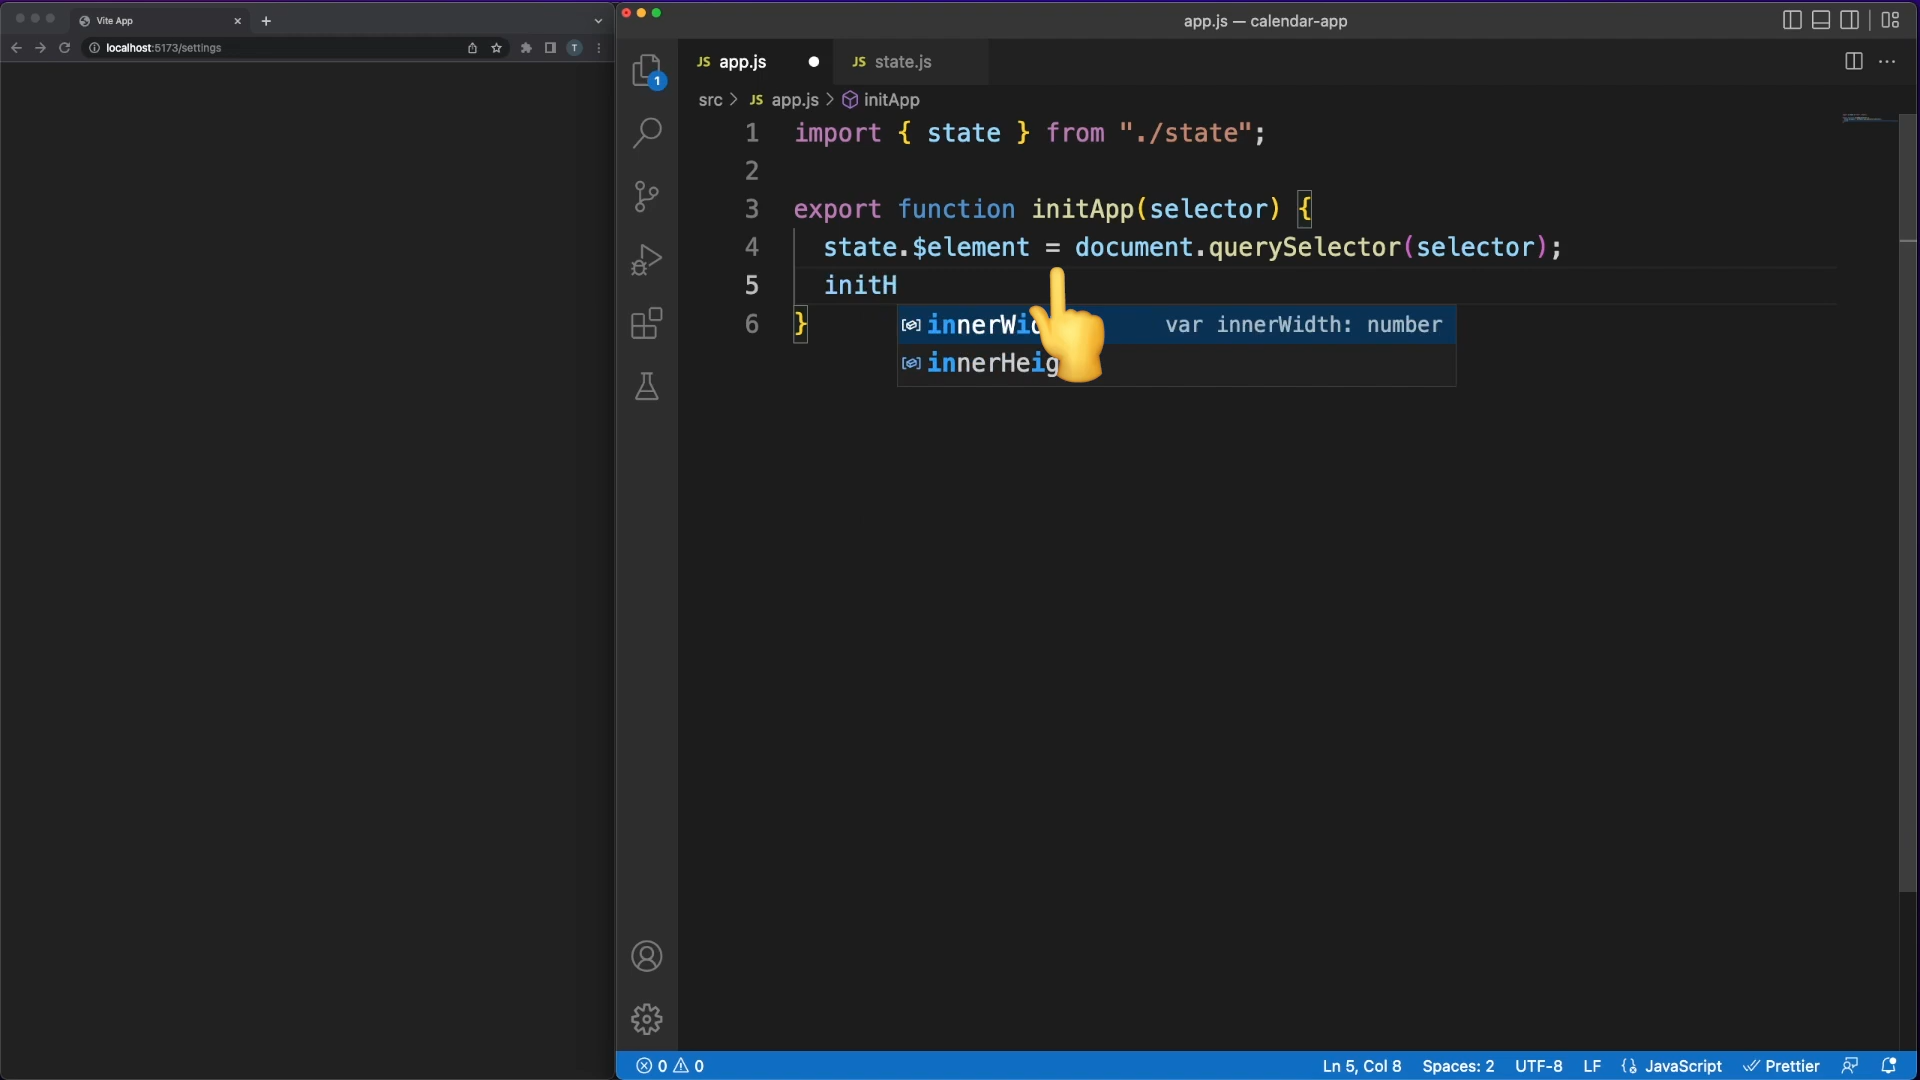 Vite App
localhost:5173/settings
T
app.js — calendar-app
1
JS app.js
JS state.js
src > JS app.js > initApp
1 import { state } from "./state";
2
3 export function initApp(selector) {
4 state.$element = document.querySelector(selector);
5 initH
6 }
innerWid var innerWidth: number
innerHeig
0 0 Ln 5, Col 8 Spaces: 2 UTF-8 LF {} JavaScript Prettier